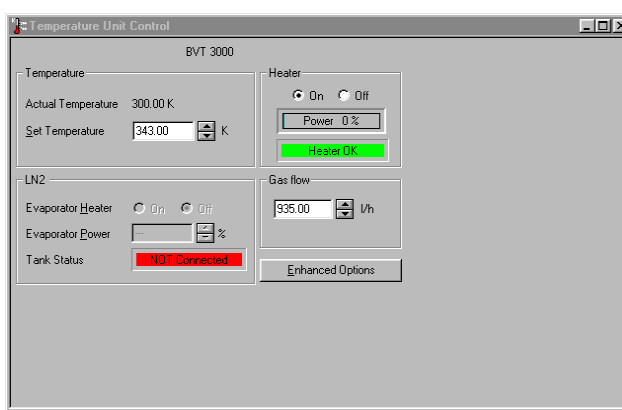 Temperature Unit Control
BVT 3000
Temperature
Actual Temperature 300.00 K
Set Temperature 343.00 K
Heater
On Off
Power 0 %
Heater OK
LN2
Evaporator Heater On Off
Evaporator Power --- %
Tank Status NOT Connected
Gas flow
935.00 l/h
Enhanced Options